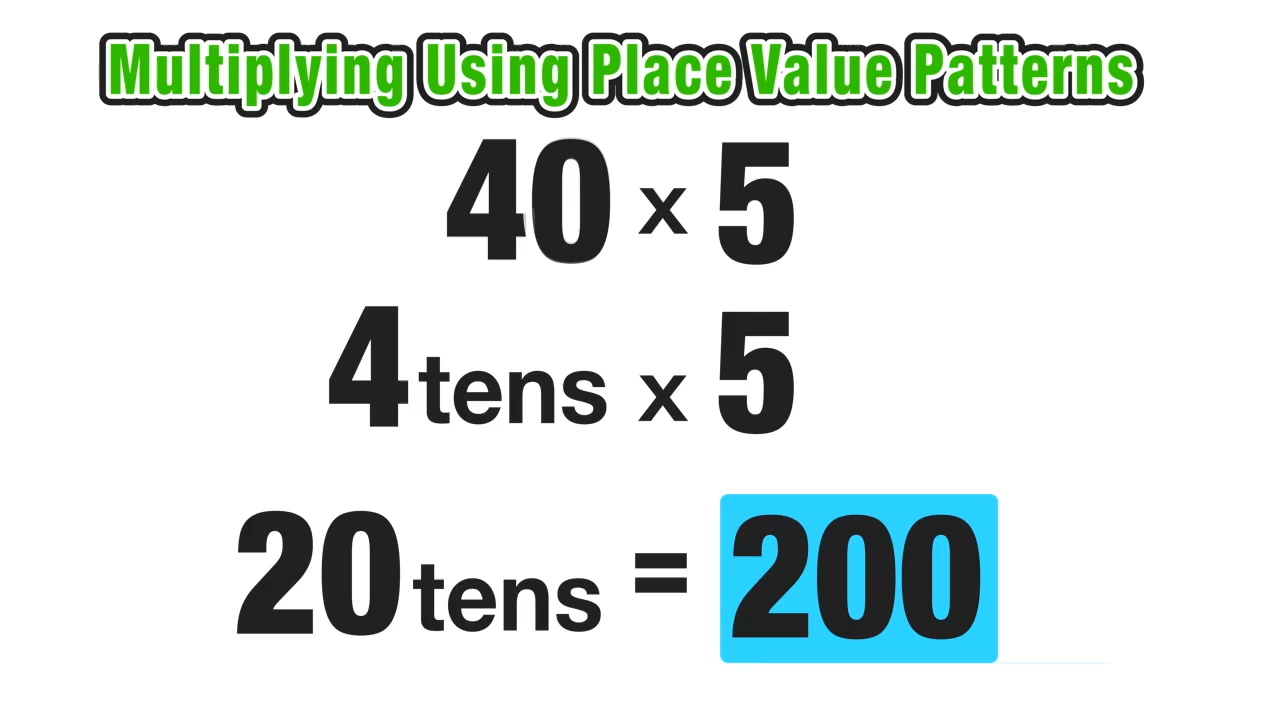 Multiplying Using Place Value Patterns
40 x 5
4 tens x 5
20 tens = 200